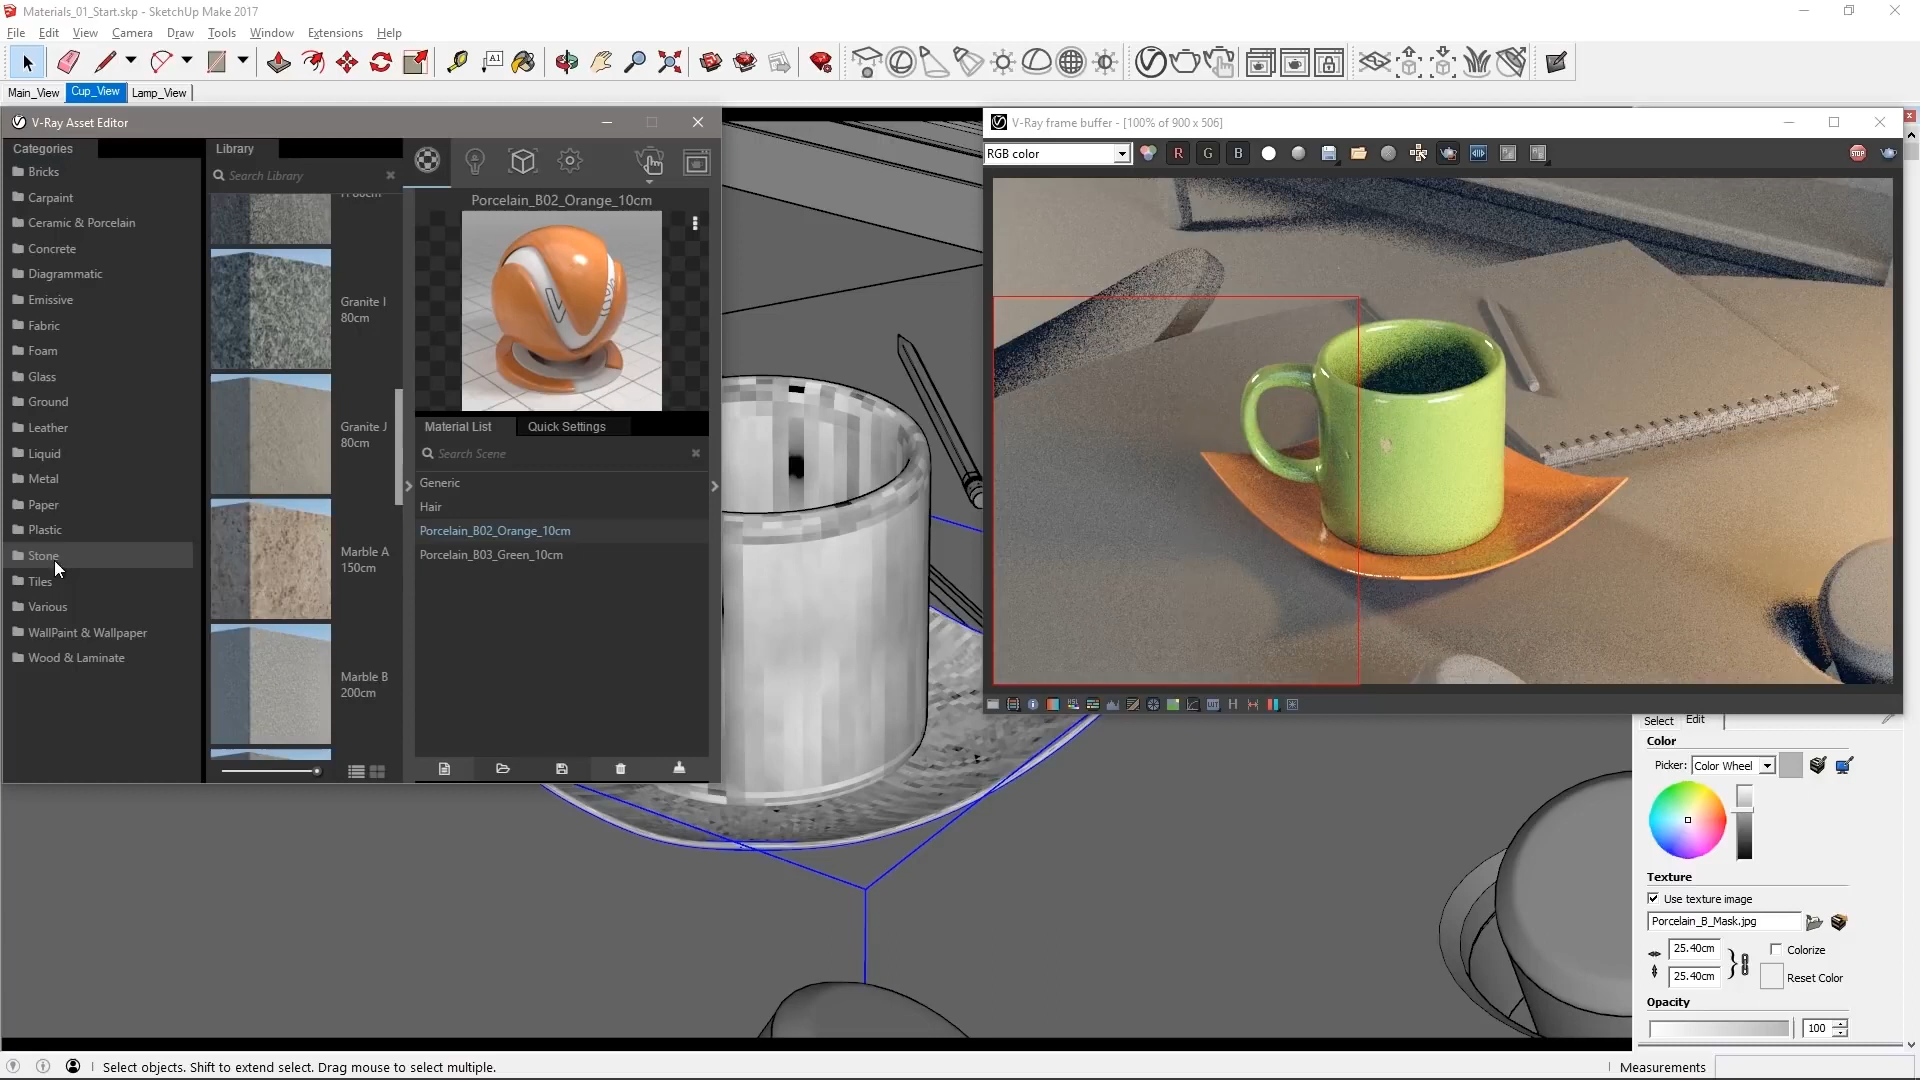 Materials_01_Start.skp - SketchUp Make 2017
File Edit View Camera Draw Tools Window Extensions Help
A1
Main_View Cup_View Lamp_View
V-Ray Asset Editor
Categories
Bricks
Carpaint
Ceramic & Porcelain
Concrete
Diagrammatic
Emissive
Fabric
Foam
Glass
Ground
Leather
Liquid
Metal
Paper
Plastic
Stone
Tiles
Various
WallPaint & Wallpaper
Wood & Laminate
Library
Search Library
Granite I
80cm
Granite J
80cm
Marble A
150cm
Marble B
200cm
Porcelain_B02_Orange_10cm
Material List Quick Settings
Search Scene
Generic
Hair
Porcelain_B02_Orange_10cm
Porcelain_B03_Green_10cm
V-Ray frame buffer - [100% of 900 x 506]
RGB color
R G B
STOP
H
Select Edit
Color
Picker: Color Wheel
Texture
Use texture image
Porcelain_B_Mask.jpg
25.40cm
Colorize
25.40cm
Reset Color
Opacity
100
Select objects. Shift to extend select. Drag mouse to select multiple.
Measurements